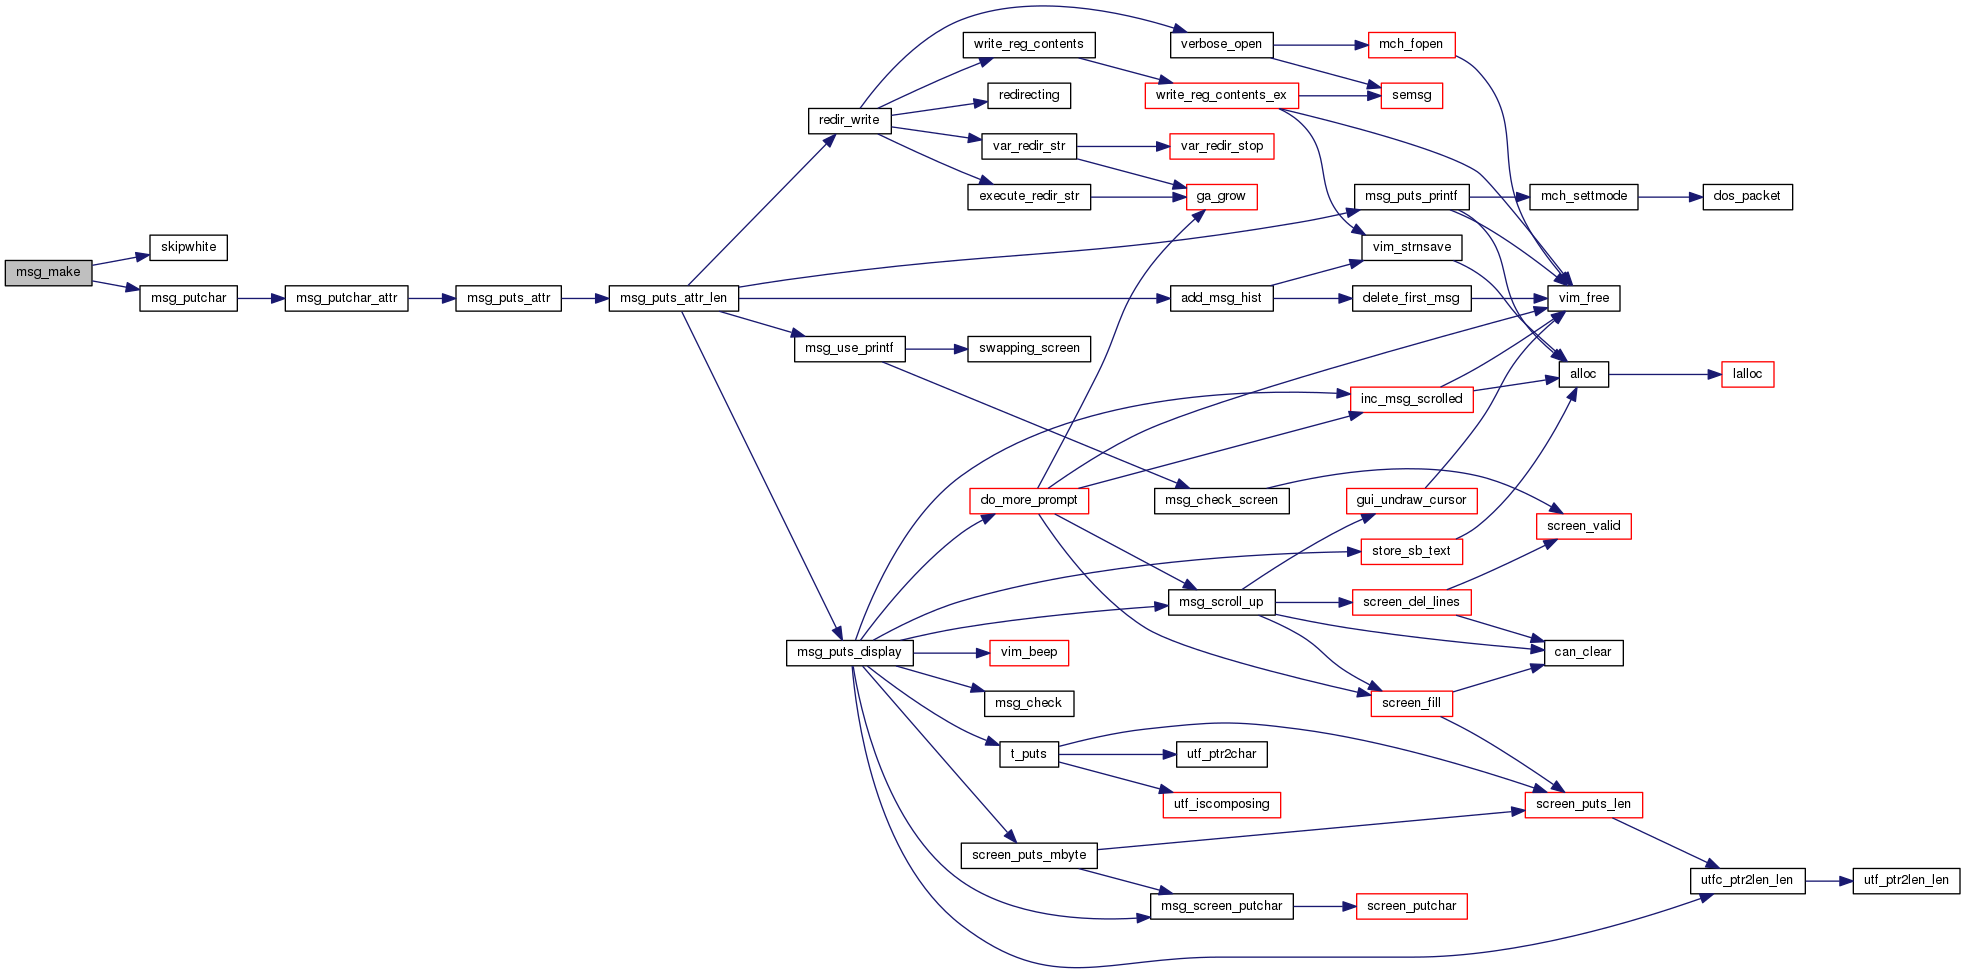 msg_make
skipwhite
msg_putchar
msg_putchar_attr
msg_puts_attr
msg_puts_attr_len
redir_write
msg_use_printf
msg_puts_display
write_reg_contents
redirecting
var_redir_str
execute_redir_str
swapping_screen
do_more_prompt
vim_beep
msg_check
t_puts
screen_puts_mbyte
verbose_open
write_reg_contents_ex
var_redir_stop
ga_grow
add_msg_hist
msg_check_screen
msg_scroll_up
utf_ptr2char
utf_iscomposing
msg_screen_putchar
mch_fopen
semsg
msg_puts_printf
vim_strnsave
delete_first_msg
inc_msg_scrolled
gui_undraw_cursor
store_sb_text
screen_del_lines
screen_fill
screen_putchar
mch_settmode
vim_free
alloc
screen_valid
can_clear
screen_puts_len
dos_packet
lalloc
utfc_ptr2len_len
utf_ptr2len_len